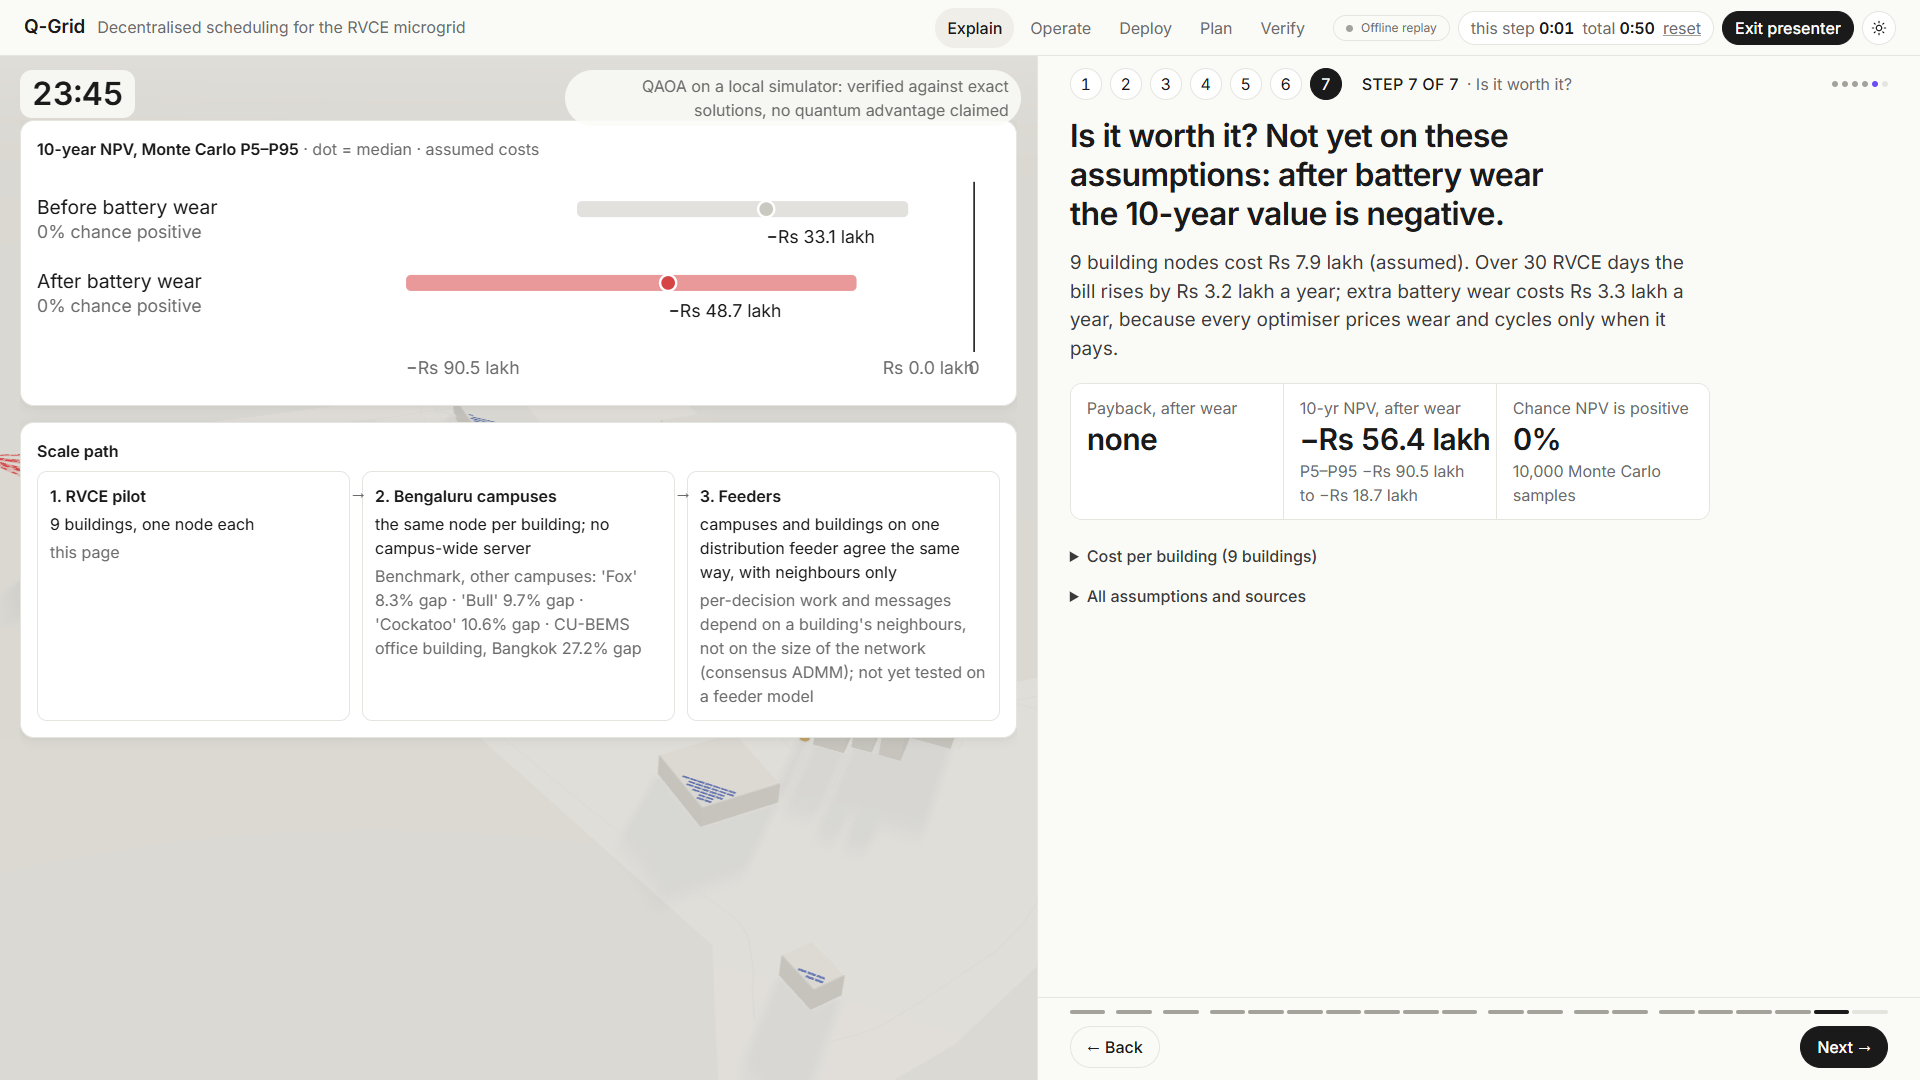 Q-Grid Decentralised scheduling for the RVCE microgrid
Explain Operate Deploy Plan Verify Offline replay this step 0:01 total 0:50 reset Exit presenter
23:45
QAOA on a local simulator: verified against exact
solutions, no quantum advantage claimed
10-year NPV, Monte Carlo P5–P95 · dot = median · assumed costs
Before battery wear
0% chance positive
−Rs 33.1 lakh
After battery wear
0% chance positive
−Rs 48.7 lakh
−Rs 90.5 lakh Rs 0.0 lakh 0
Scale path
1. RVCE pilot
9 buildings, one node each
this page
→
2. Bengaluru campuses
the same node per building; no
campus-wide server
Benchmark, other campuses: 'Fox'
8.3% gap · 'Bull' 9.7% gap ·
'Cockatoo' 10.6% gap · CU-BEMS
office building, Bangkok 27.2% gap
→
3. Feeders
campuses and buildings on one
distribution feeder agree the same
way, with neighbours only
per-decision work and messages
depend on a building's neighbours,
not on the size of the network
(consensus ADMM); not yet tested on
a feeder model
1 2 3 4 5 6 7 STEP 7 OF 7 · Is it worth it?
Is it worth it? Not yet on these
assumptions: after battery wear
the 10-year value is negative.
9 building nodes cost Rs 7.9 lakh (assumed). Over 30 RVCE days the
bill rises by Rs 3.2 lakh a year; extra battery wear costs Rs 3.3 lakh a
year, because every optimiser prices wear and cycles only when it
pays.
Payback, after wear
none
10-yr NPV, after wear
−Rs 56.4 lakh
P5–P95 −Rs 90.5 lakh
to −Rs 18.7 lakh
Chance NPV is positive
0%
10,000 Monte Carlo
samples
▶ Cost per building (9 buildings)
▶ All assumptions and sources
← Back
Next →